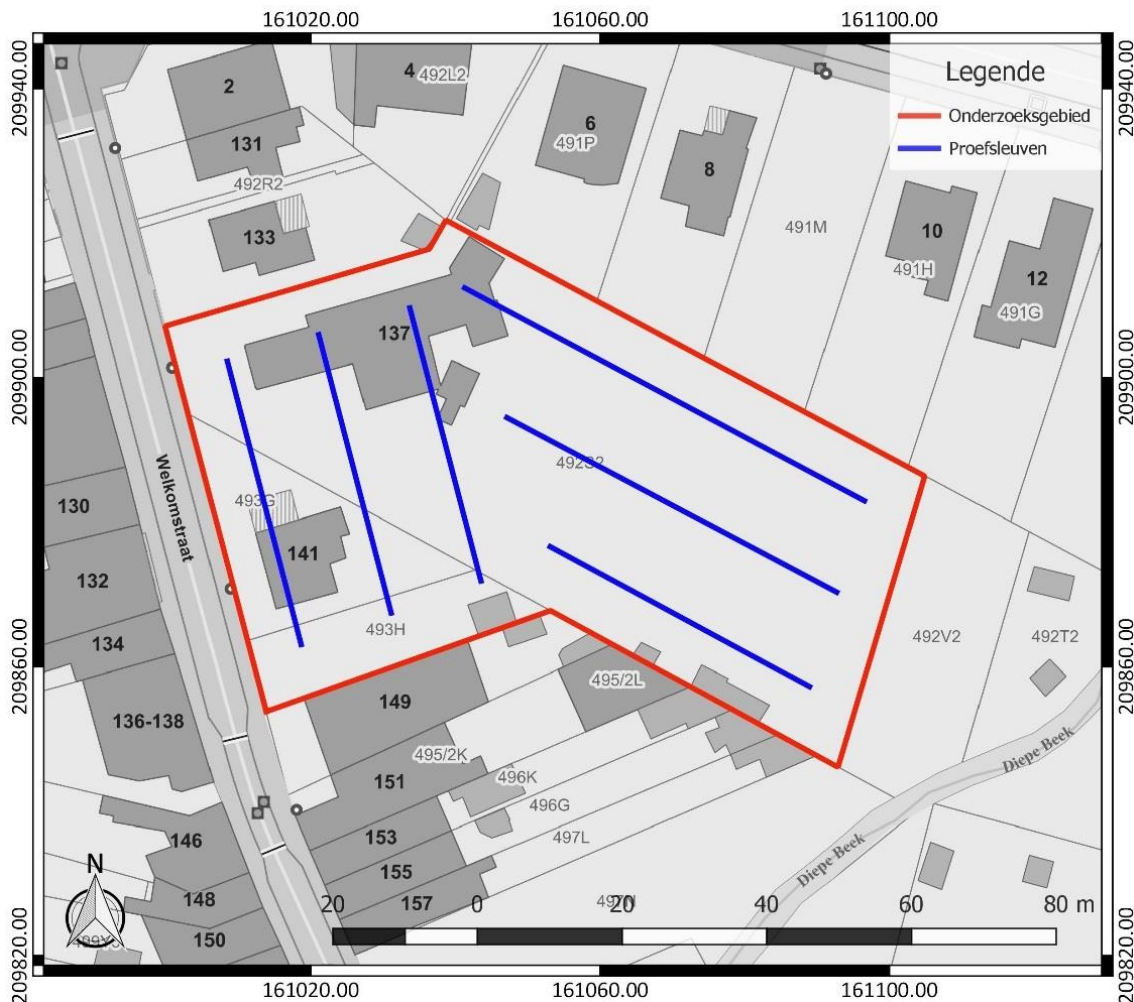 161020.00 161060.00 161100.00
209940.00 209940.00
Legende
Onderzoeksgebied
Proefsleuven
2
4
492L2
131
492R2
6
491P
8
491M
133
10
491H
12
491G
209900.00 209900.00
137
492S2
Welkomstraat
130
493G
141
132
493H
134
492V2
492T2
209860.00 209860.00
136-138
149
495/2L
495/2K
151
496K
496G
497L
153
155
157
146
148
150
Diepe Beek
Diepe Beek
N
20 0 20 40 60 80 m
209820.00 209820.00
161020.00 161060.00 161100.00